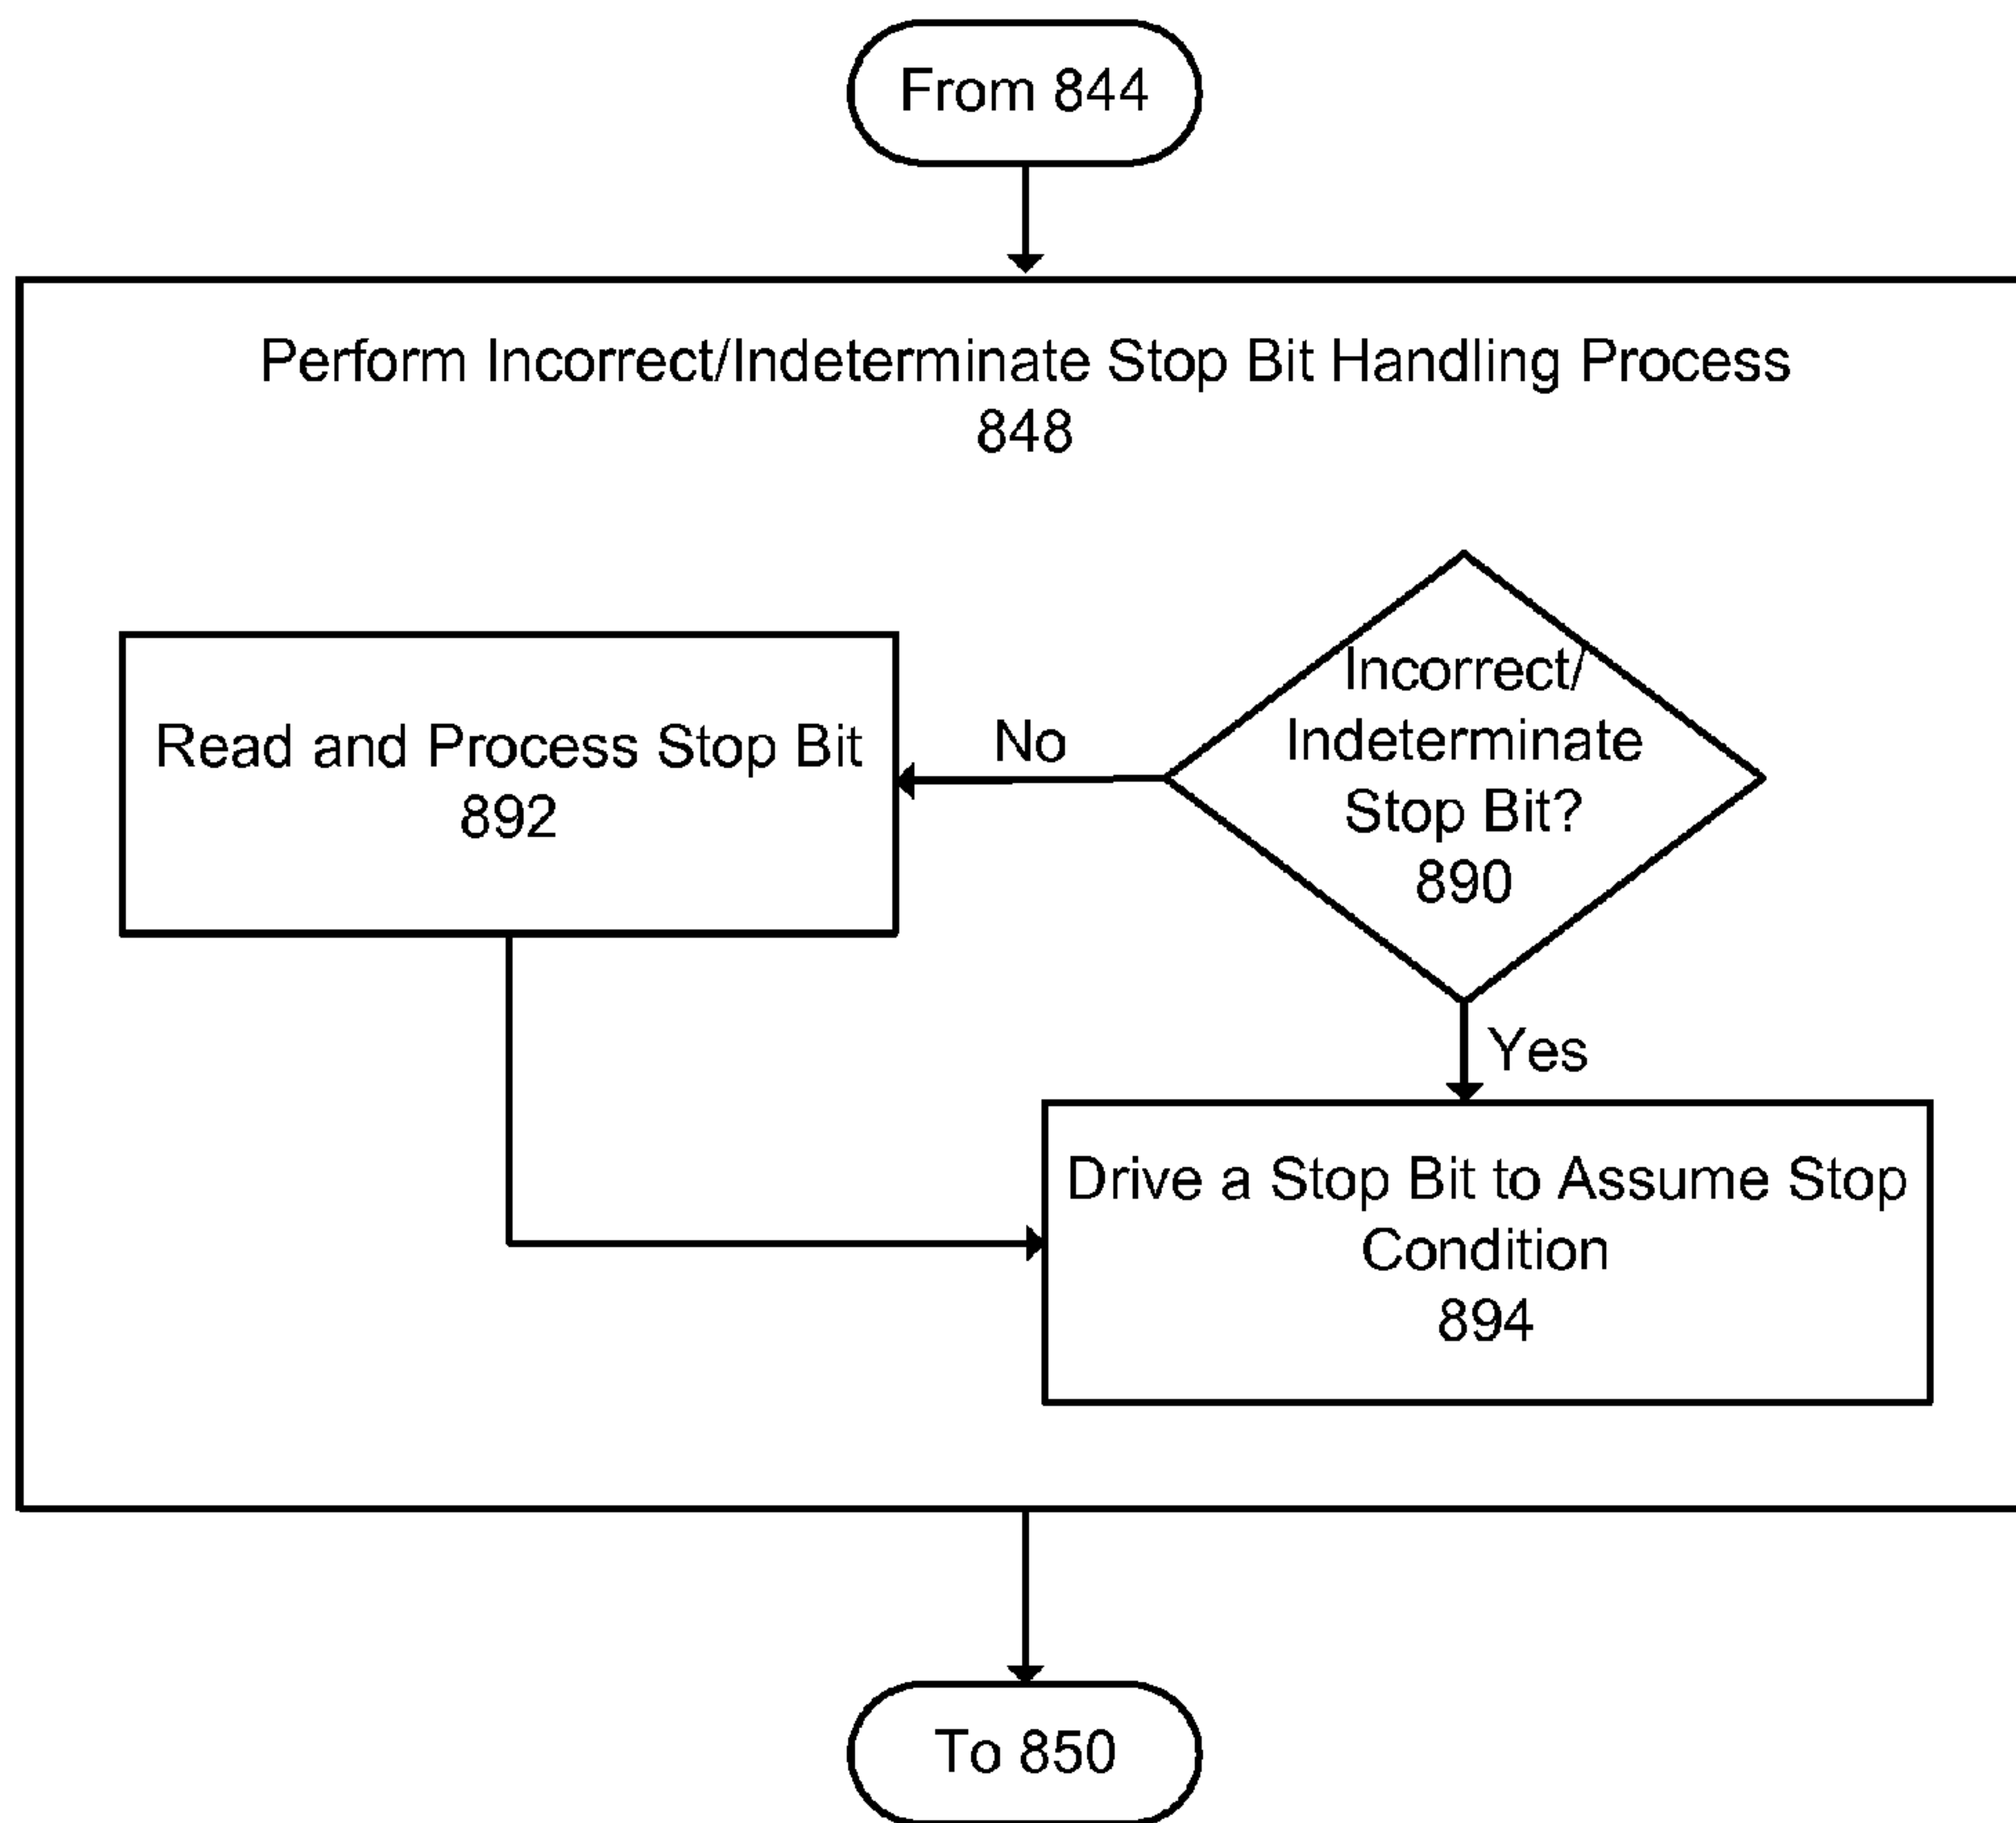 From 844
Perform Incorrect/Indeterminate Stop Bit Handling Process
848
Incorrect/
Indeterminate
Stop Bit?
890
No
Read and Process Stop Bit
892
Yes
Drive a Stop Bit to Assume Stop
Condition
894
To 850